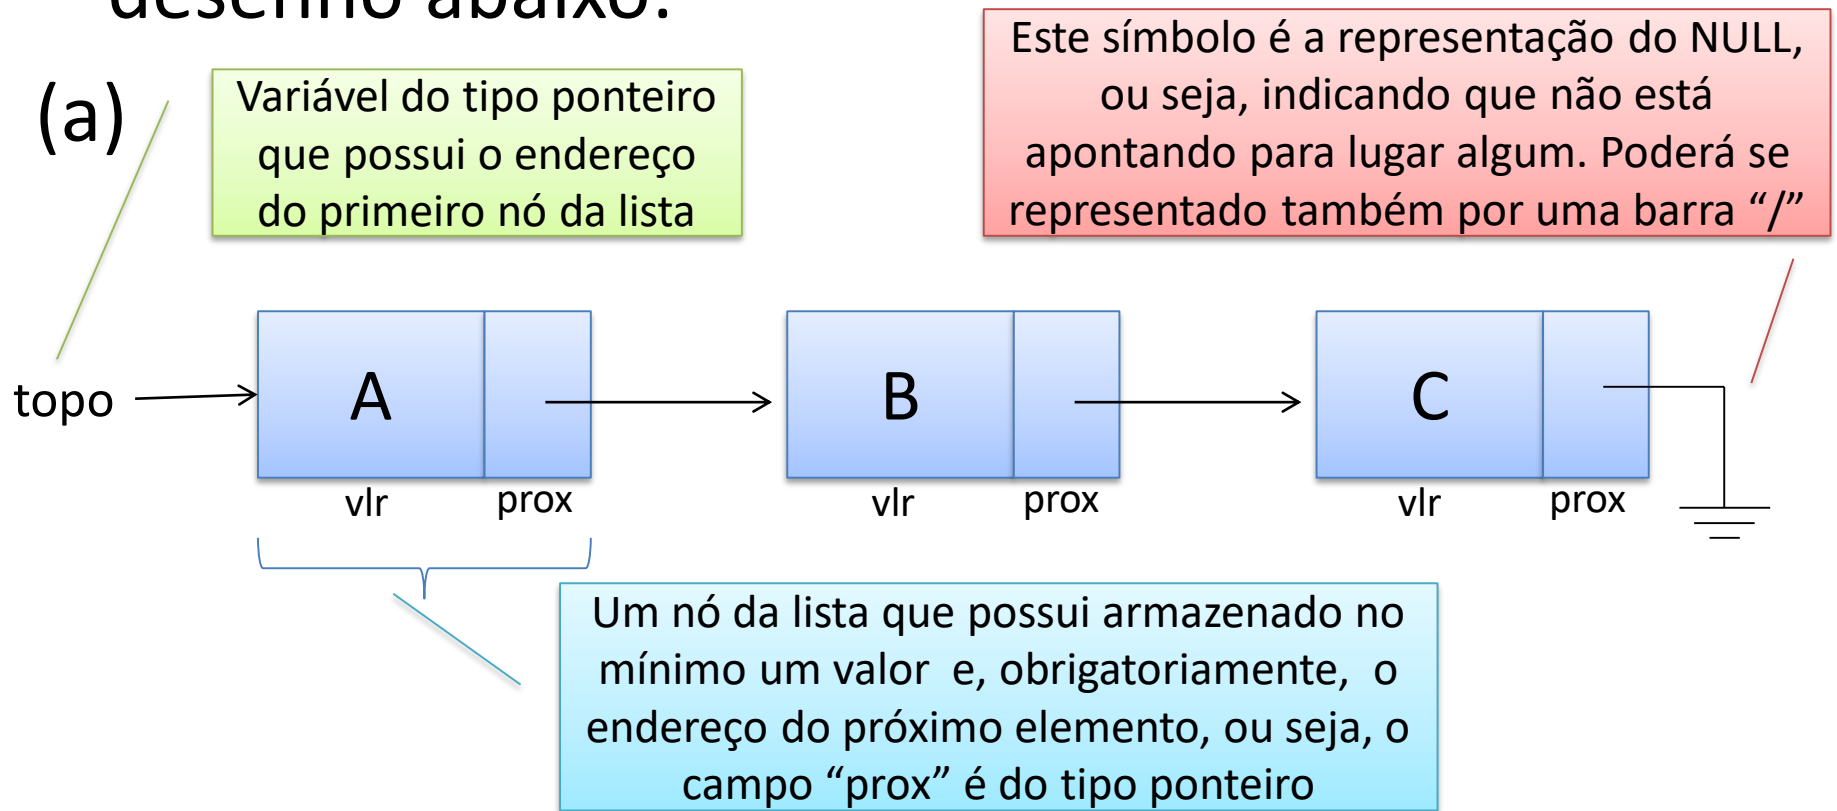 desenho abaixo:
(a)
Variável do tipo ponteiro
que possui o endereço
do primeiro nó da lista
Este símbolo é a representação do NULL,
ou seja, indicando que não está
apontando para lugar algum. Poderá se
representado também por uma barra “/”
topo
A
B
C
vlr prox
vlr prox
vlr prox
Um nó da lista que possui armazenado no
mínimo um valor e, obrigatoriamente, o
endereço do próximo elemento, ou seja, o
campo “prox” é do tipo ponteiro